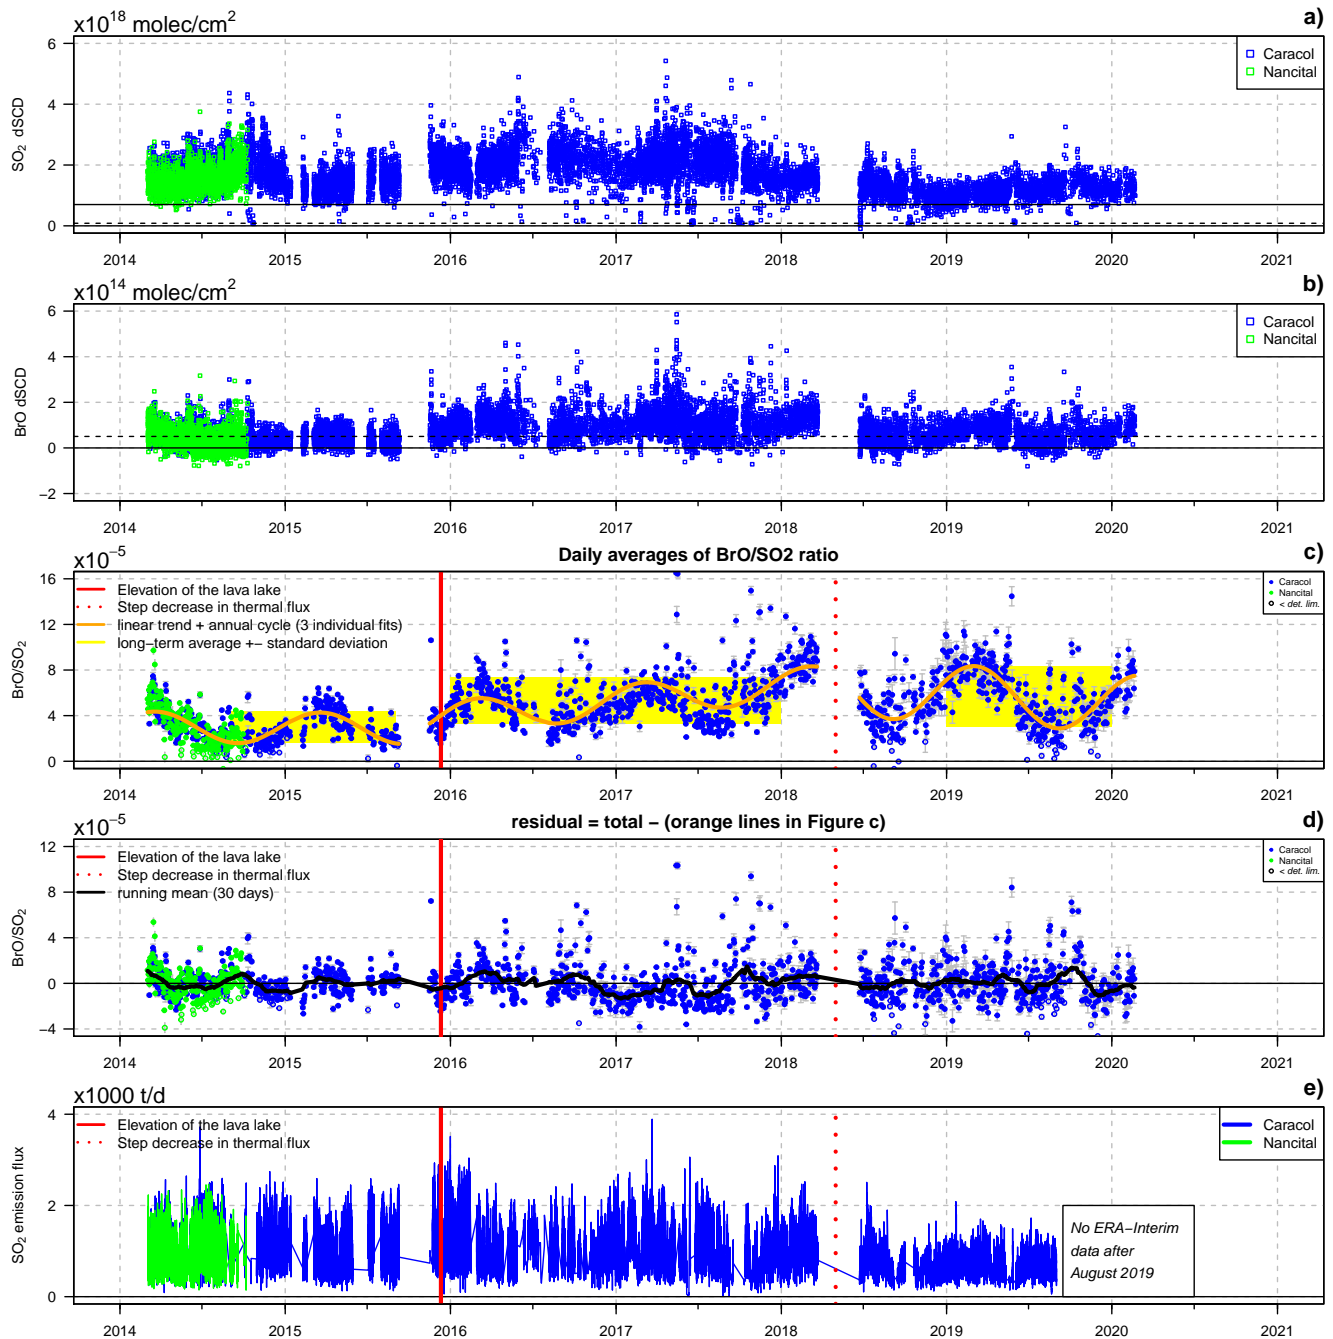 x10^18 molec/cm^2
a)
SO2 dSCD
6
4
2
0
Caracol
Nancital
2014 2015 2016 2017 2018 2019 2020 2021
x10^14 molec/cm^2
b)
BrO dSCD
6
4
2
0
−2
Caracol
Nancital
2014 2015 2016 2017 2018 2019 2020 2021
x10^−5
Daily averages of BrO/SO2 ratio
c)
BrO/SO2
16
12
8
4
0
Elevation of the lava lake
Step decrease in thermal flux
linear trend + annual cycle (3 individual fits)
long−term average +− standard deviation
Caracol
Nancital
< det. lim.
2014 2015 2016 2017 2018 2019 2020 2021
x10^−5
residual = total − (orange lines in Figure c)
d)
BrO/SO2
12
8
4
0
−4
Elevation of the lava lake
Step decrease in thermal flux
running mean (30 days)
Caracol
Nancital
< det. lim.
2014 2015 2016 2017 2018 2019 2020 2021
x1000 t/d
e)
SO2 emission flux
4
2
0
Elevation of the lava lake
Step decrease in thermal flux
Caracol
Nancital
No ERA−Interim
data after
August 2019
2014 2015 2016 2017 2018 2019 2020 2021